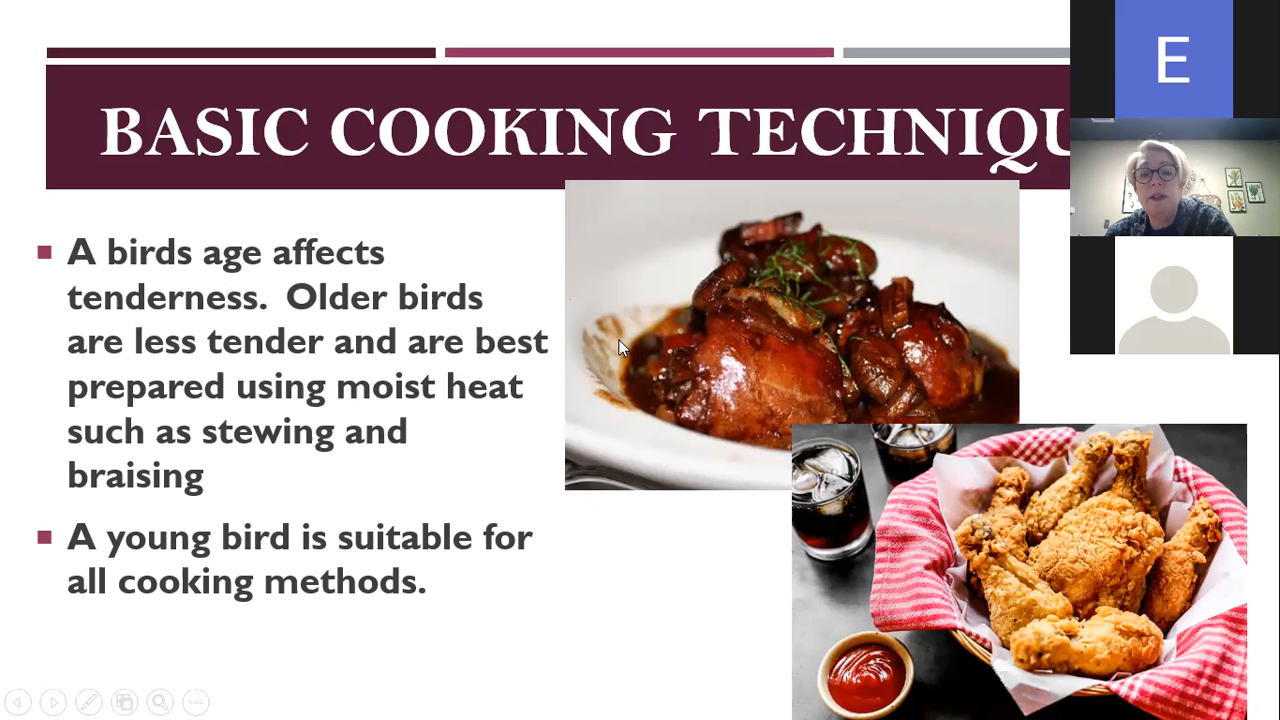 BASIC COOKING TECHNIQU
E
A birds age affects
tenderness. Older birds
are less tender and are best
prepared using moist heat
such as stewing and
braising
A young bird is suitable for
all cooking methods.